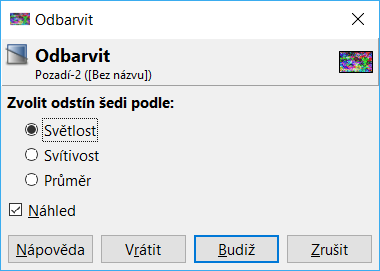 Odbarvit
Odbarvit
Pozadí-2 ([Bez názvu])
Zvolit odstín šedi podle:
Světlost
Svítivost
Průměr
Náhled
Nápověda Vrátit Budiž Zrušit